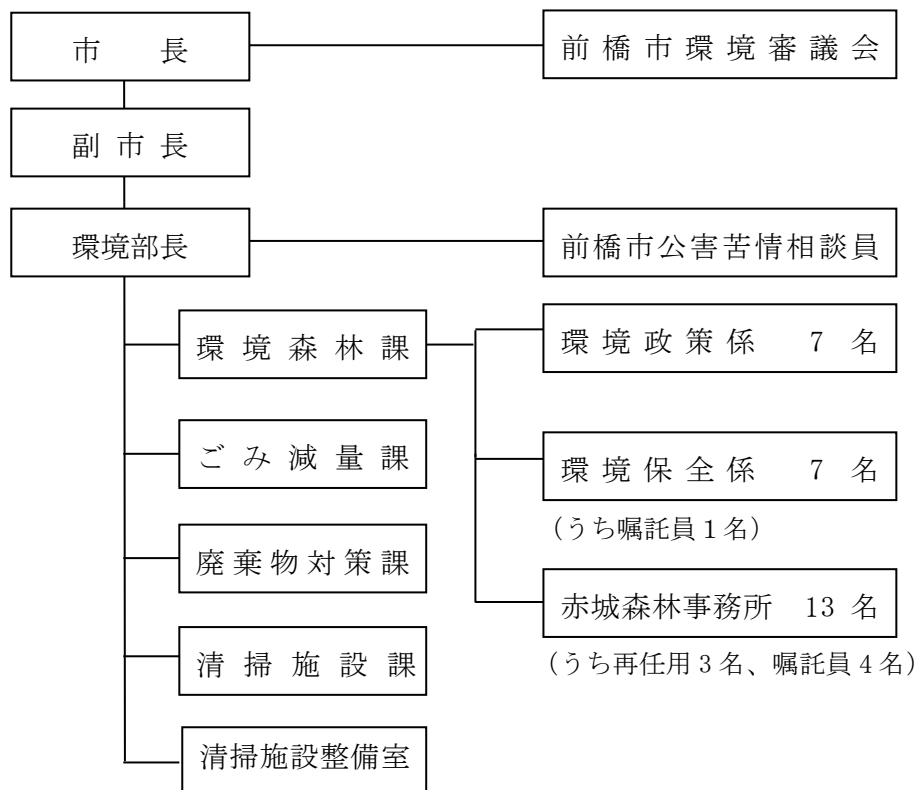 市長
前橋市環境審議会
副市長
環境部長
前橋市公害苦情相談員
環境森林課
環境政策係 7 名
ごみ減量課
環境保全係 7 名
(うち嘱託員1名)
廃棄物対策課
赤城森林事務所 13 名
(うち再任用3名、嘱託員4名)
清掃施設課
清掃施設整備室